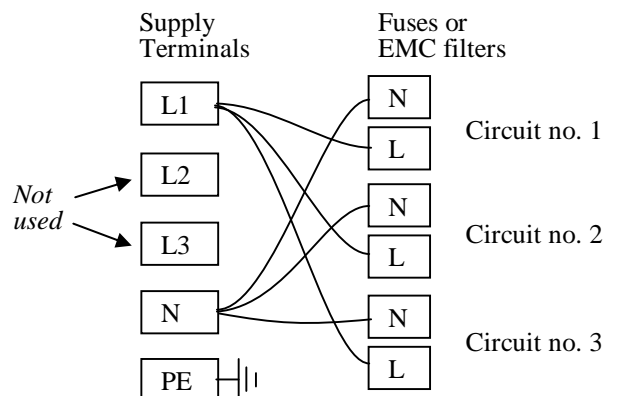 Supply
Terminals
Fuses or
EMC filters
L1
L2
L3
N
PE
Not
used
N
L
Circuit no. 1
N
L
Circuit no. 2
N
L
Circuit no. 3